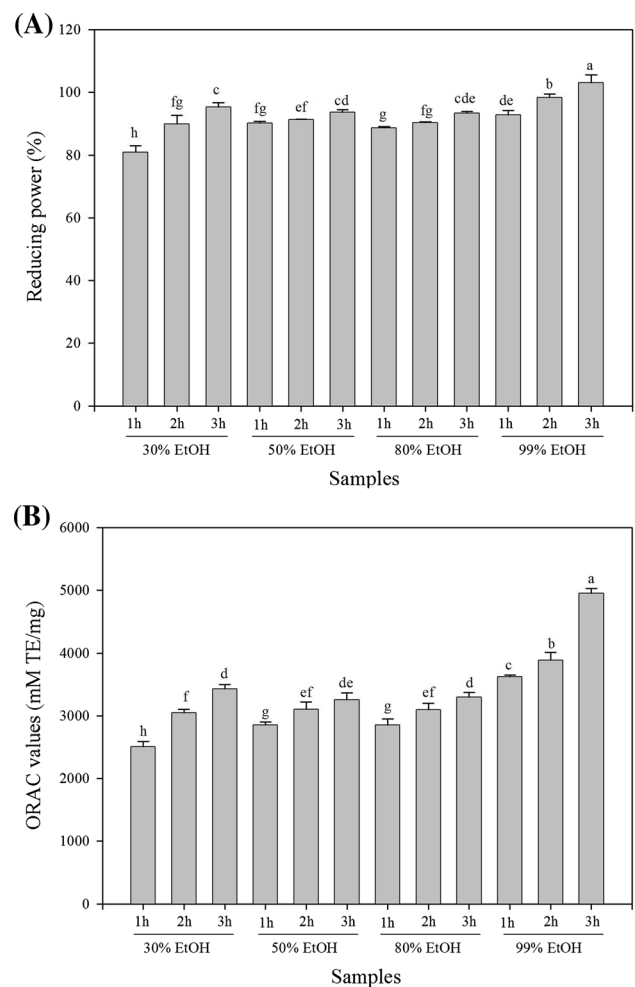 (A)
Reducing power (%)
120
100
80
60
40
20
0
h fg c fg ef cd g fg cde de b a
1h 2h 3h 1h 2h 3h 1h 2h 3h 1h 2h 3h
30% EtOH 50% EtOH 80% EtOH 99% EtOH
Samples
(B)
ORAC values (mM TE/mg)
6000
5000
4000
3000
2000
1000
0
h f d g ef de g ef d c b a
1h 2h 3h 1h 2h 3h 1h 2h 3h 1h 2h 3h
30% EtOH 50% EtOH 80% EtOH 99% EtOH
Samples